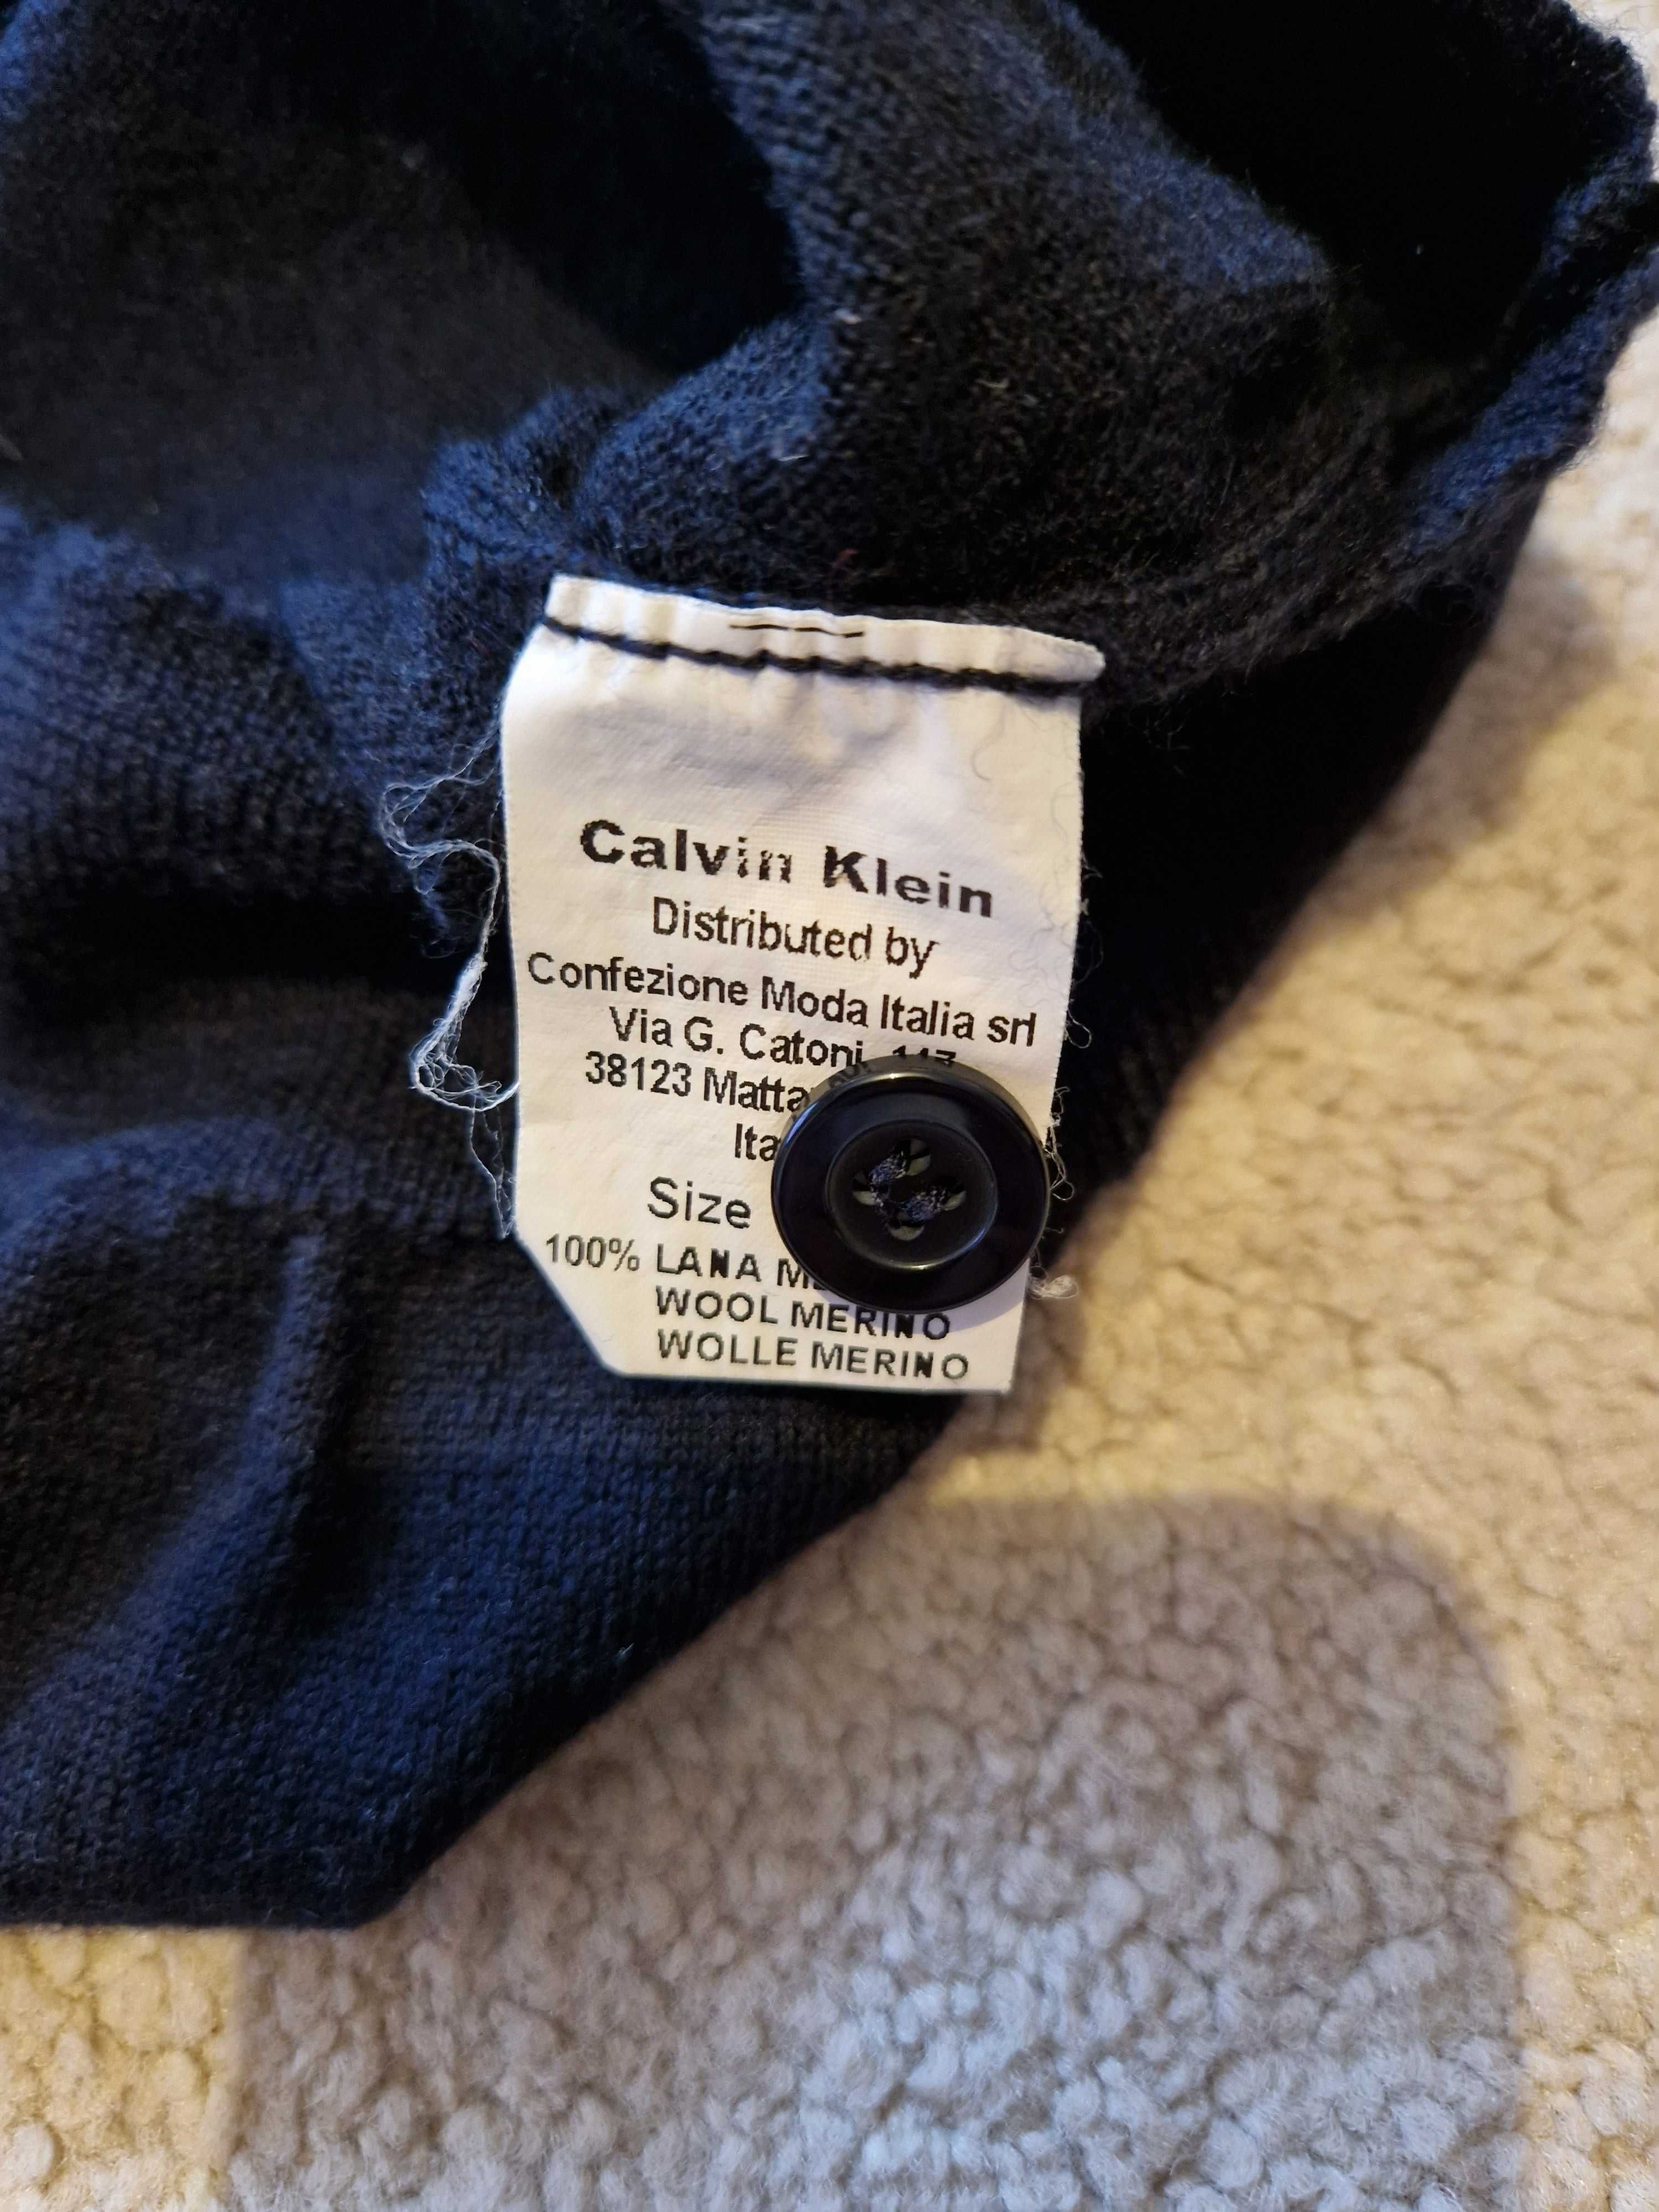 Calvin Klein
Distributed by
Confezione Moda Italia srl
Via G. Catoni,
38123
Size
100% LANA
WOOL MERINO
WOLLE MERINO